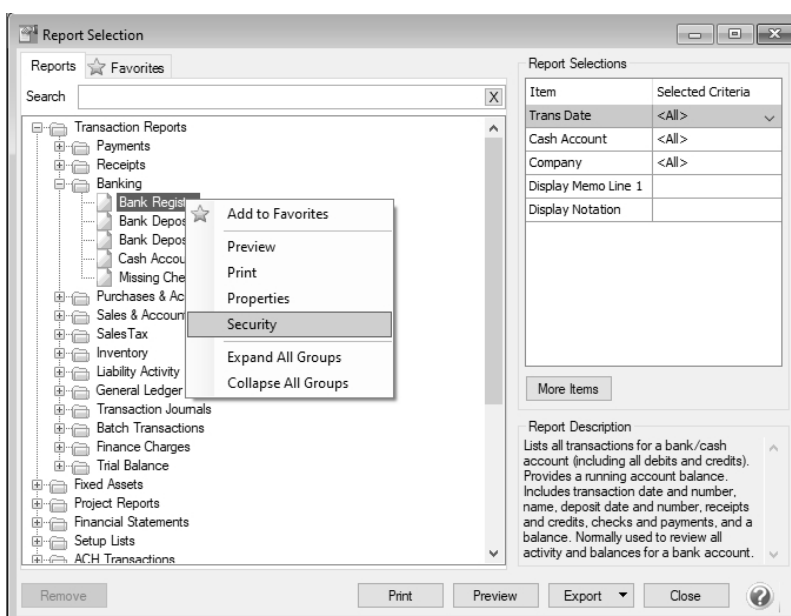 Report Selection
Reports
Favorites
Search
X
Transaction Reports
Payments
Receipts
Banking
Bank Regist
Bank Depos
Bank Depos
Cash Accou
Missing Che
Purchases & Ac
Sales & Accoun
Sales Tax
Inventory
Liability Activity
General Ledger
Transaction Journals
Batch Transactions
Finance Charges
Trial Balance
Fixed Assets
Project Reports
Financial Statements
Setup Lists
ACH Transactions
Add to Favorites
Preview
Print
Properties
Security
Expand All Groups
Collapse All Groups
Report Selections
Item Selected Criteria
Trans Date <All>
Cash Account <All>
Company <All>
Display Memo Line 1
Display Notation
More Items
Report Description
Lists all transactions for a bank/cash
account (including all debits and credits).
Provides a running account balance.
Includes transaction date and number,
name, deposit date and number, receipts
and credits, checks and payments, and a
balance. Normally used to review all
activity and balances for a bank account.
Remove
Print
Preview
Export
Close
?